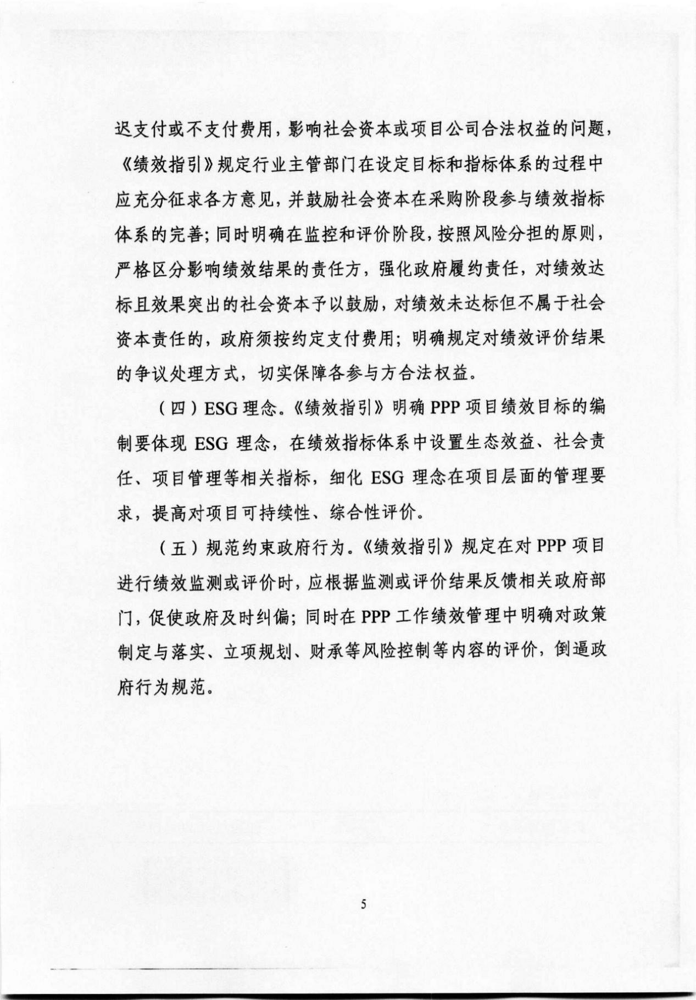 迟支付或不支付费用，影响社会资本或项目公司合法权益的问题，
《绩效指引》规定行业主管部门在设定目标和指标体系的过程中
应充分征求各方意见，并鼓励社会资本在采购阶段参与绩效指标
体系的完善；同时明确在监控和评价阶段，按照风险分担的原则，
严格区分影响绩效结果的责任方，强化政府履约责任，对绩效达
标且效果突出的社会资本予以鼓励，对绩效未达标但不属于社会
资本责任的，政府须按约定支付费用；明确规定对绩效评价结果
的争议处理方式，切实保障各参与方合法权益。
（四）ESG 理念。《绩效指引》明确 PPP 项目绩效目标的编
制要体现 ESG 理念，在绩效指标体系中设置生态效益、社会责
任、项目管理等相关指标，细化 ESG 理念在项目层面的管理要
求，提高对项目可持续性、综合性评价。
（五）规范约束政府行为。《绩效指引》规定在对 PPP 项目
进行绩效监测或评价时，应根据监测或评价结果反馈相关政府部
门，促使政府及时纠偏；同时在 PPP 工作绩效管理中明确对政策
制定与落实、立项规划、财承等风险控制等内容的评价，倒逼政
府行为规范。
5